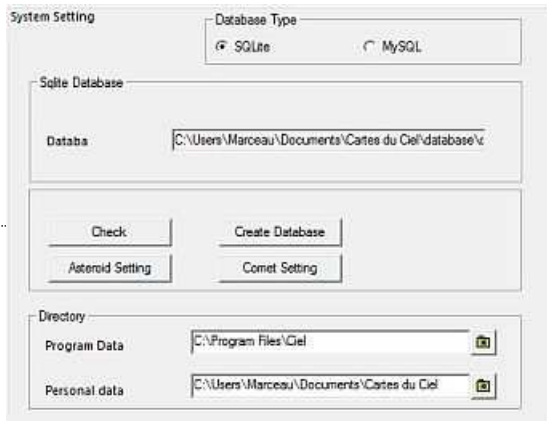 System Setting
Database Type
SQLite MySQL
Sqlite Database
Databa C:\Users\Marceau\Documents\Cartes du Ciel\database\c
Check Create Database
Asteroid Setting Comet Setting
Directory
Program Data C:\Program Files\Ciel
Personal data C:\Users\Marceau\Documents\Cartes du Ciel